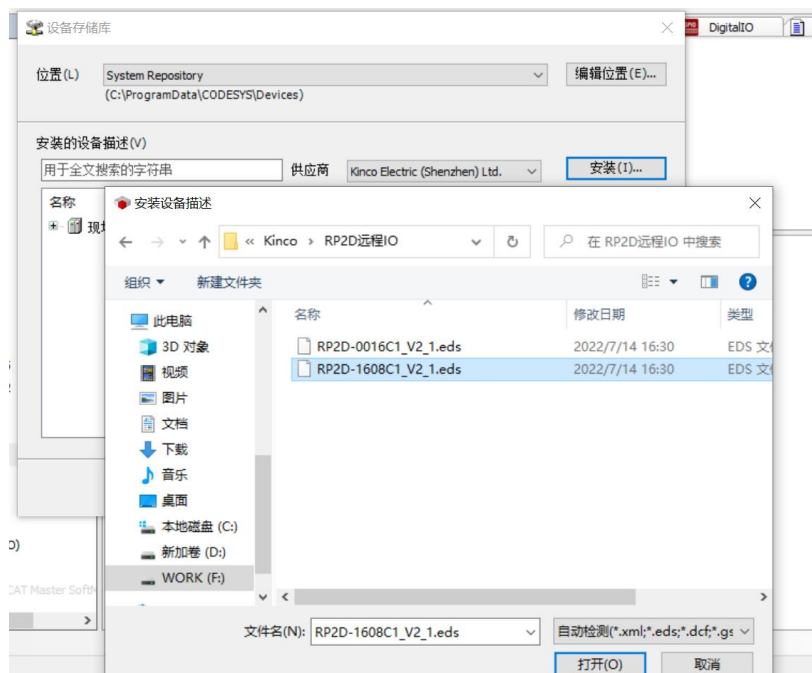 设备存储库
DigitalIO
位置(L) System Repository 编辑位置(E)...
(C:\ProgramData\CODESYS\Devices)
安装的设备描述(V)
用于全文搜索的字符串 供应商 Kinco Electric (Shenzhen) Ltd. 安装(I)...
名称
安装设备描述
« Kinco › RP2D远程IO 在 RP2D远程IO 中搜索
组织 新建文件夹
名称 修改日期 类型
此电脑
RP2D-0016C1_V2_1.eds 2022/7/14 16:30 EDS 文
3D 对象
RP2D-1608C1_V2_1.eds 2022/7/14 16:30 EDS 文
视频
图片
文档
下载
音乐
桌面
本地磁盘 (C:)
新加卷 (D:)
WORK (F:)
CAT Master Soft
文件名(N): RP2D-1608C1_V2_1.eds 自动检测(*.xml;*.eds;*.dcf;*.gs
打开(O) 取消